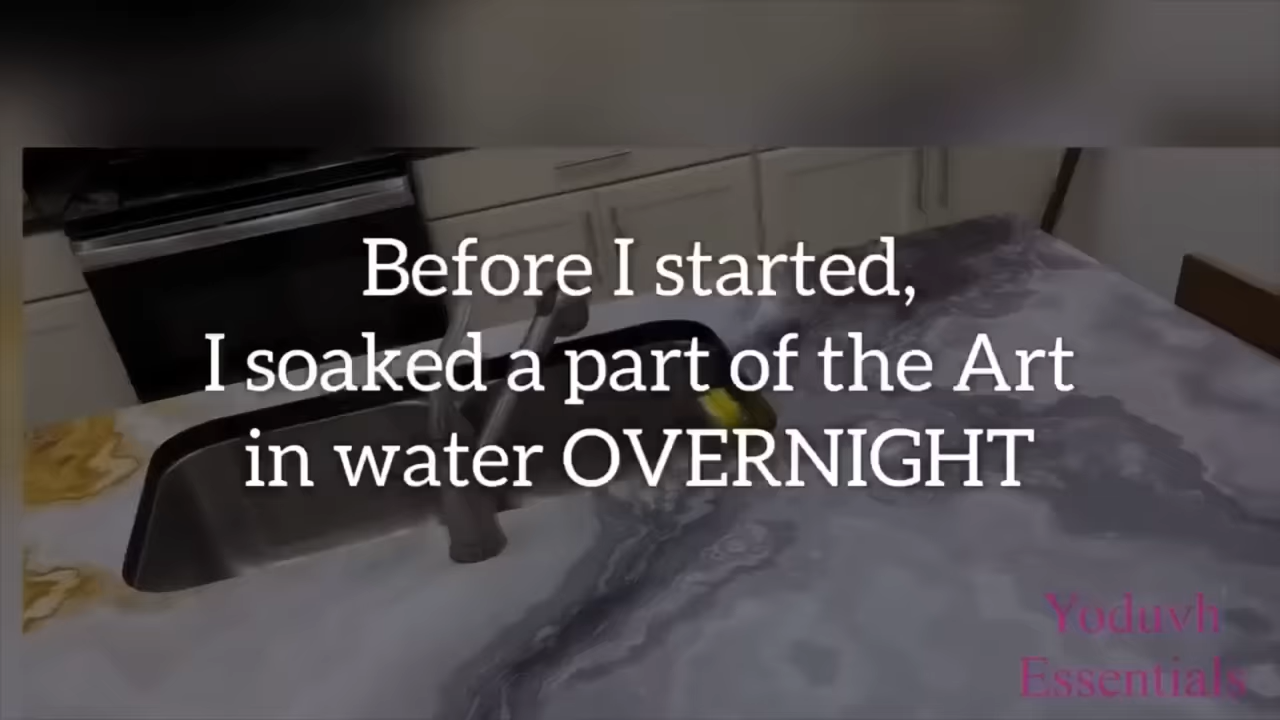 Before I started,
I soaked a part of the Art
in water OVERNIGHT
Yoduvh
Essentials